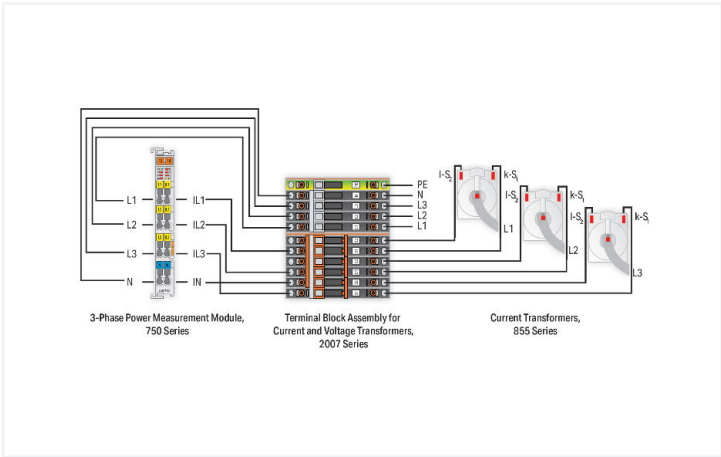 L1
L2
L3
N
IL1
IL2
IL3
IN
PE
N
L3
L2
L1
l-S2
k-S1
L1
l-S2
k-S1
L2
l-S2
k-S1
L3
3-Phase Power Measurement Module,
750 Series
Terminal Block Assembly for
Current and Voltage Transformers,
2007 Series
Current Transformers,
855 Series